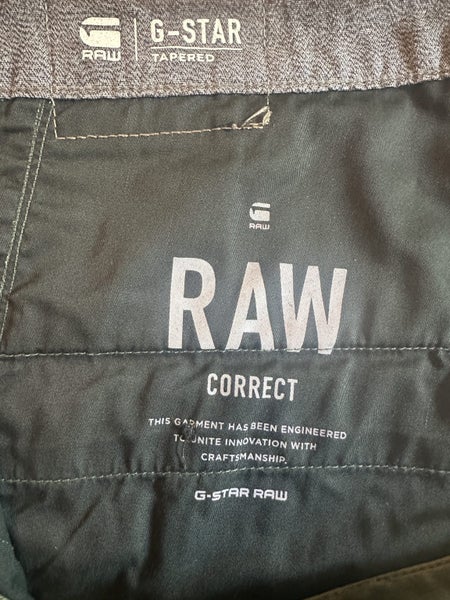 RAW
G-STAR
TAPERED
RAW
RAW
CORRECT
THIS GARMENT HAS BEEN ENGINEERED
TO UNITE INNOVATION WITH
CRAFTSMANSHIP.
G-STAR RAW